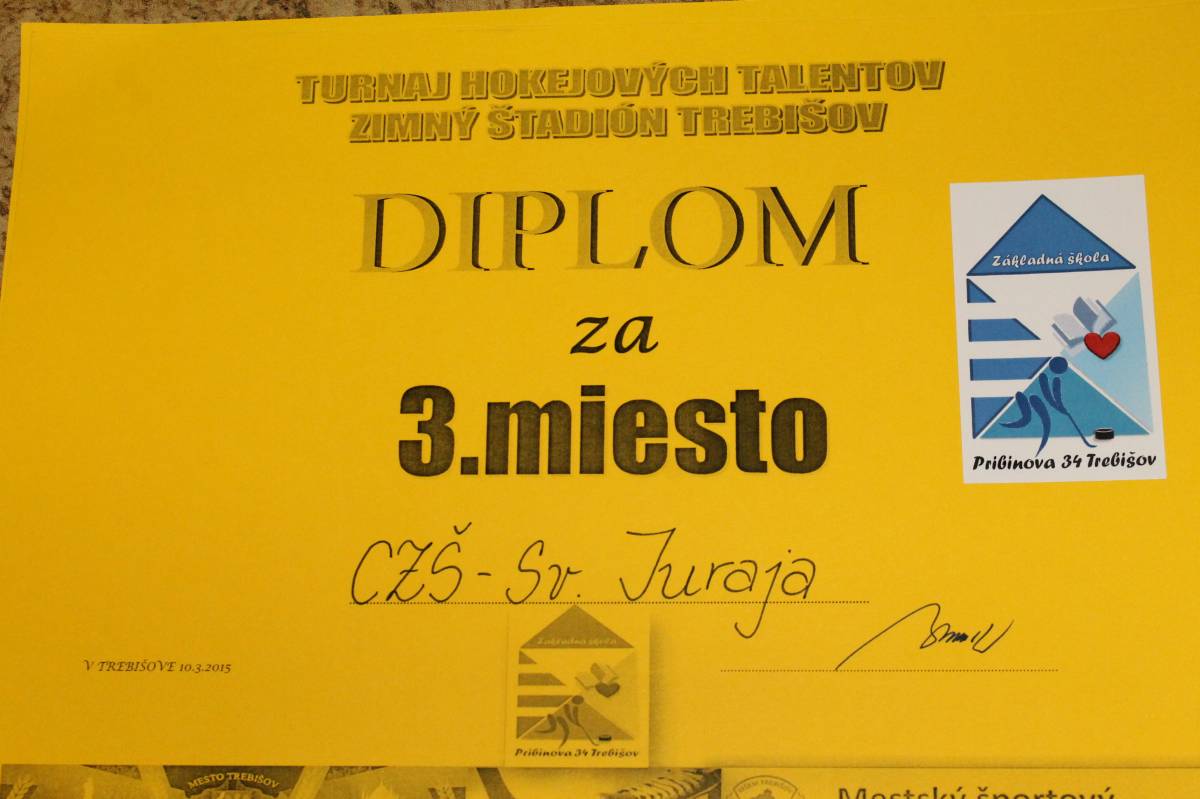 TURNAJ HOKEJOVÝCH TALENTOV
ZIMNÝ ŠTADIÓN TREBIŠOV
DIPLOM
za
3.miesto
Základná škola
Pribinova 34 Trebišov
CZŠ - Sv. Juraja
V TREBIŠOVE 10.3.2015
Základná škola
Pribinova 34 Trebišov
MESTO TREBIŠOV
Mestský športový